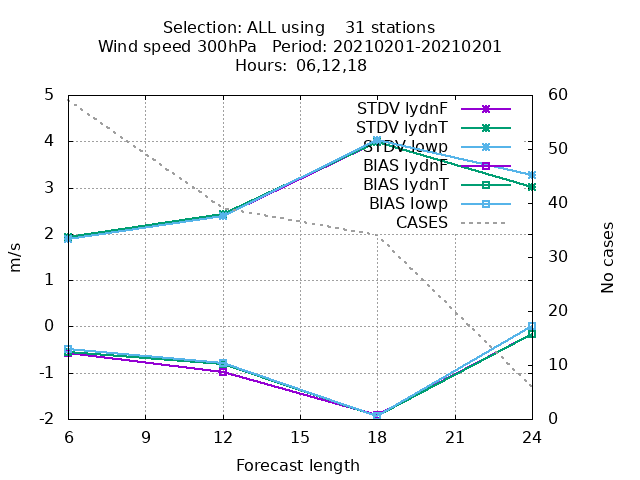 Selection: ALL using    31 stations
Wind speed 300hPa   Period: 20210201-20210201
Hours: 06,12,18
STDV lydnF
STDV lydnT
STDV lowp
BIAS lydnF
BIAS lydnT
BIAS lowp
CASES
5
4
3
2
1
0
-1
-2
m/s
60
50
40
30
20
10
0
No cases
6 9 12 15 18 21 24
Forecast length